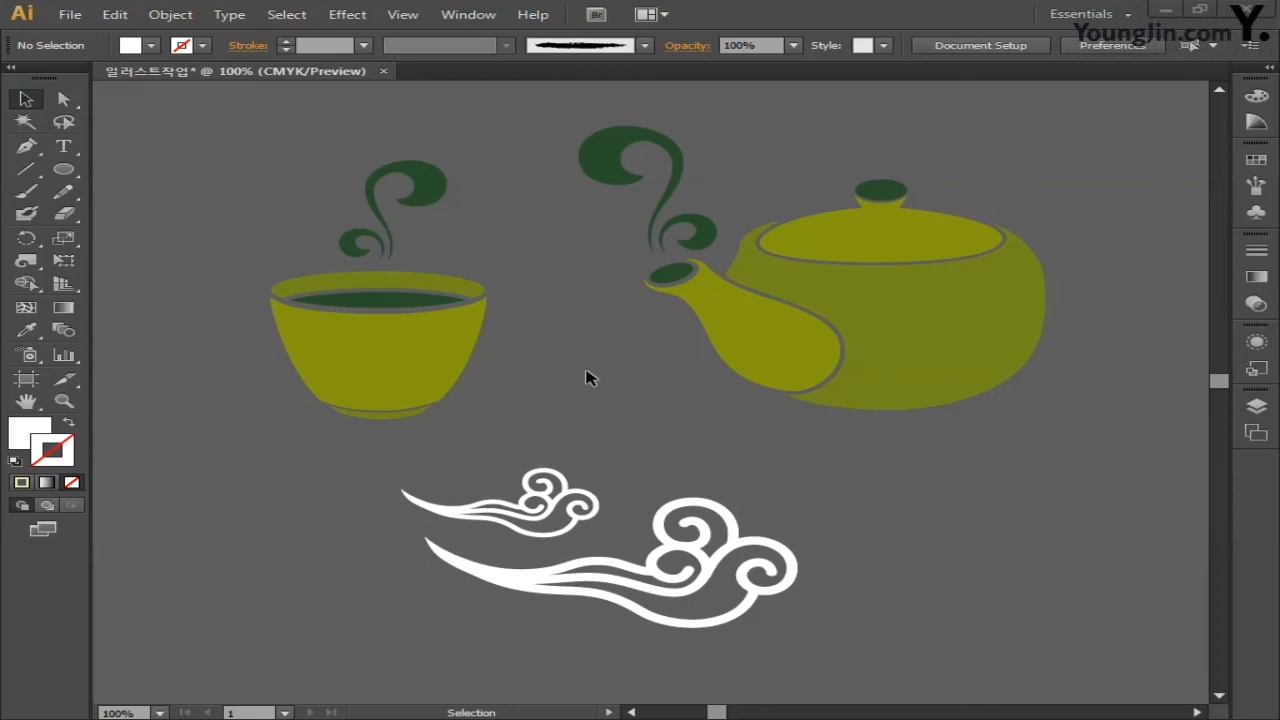 Ai File Edit Object Type Select Effect View Window Help Br Essentials
No Selection Stroke: Opacity: 100% Style: Document Setup Preferences
YoungJin.com Y.
일러스트작업* @ 100% (CMYK/Preview) ×
T
100% 1 Selection